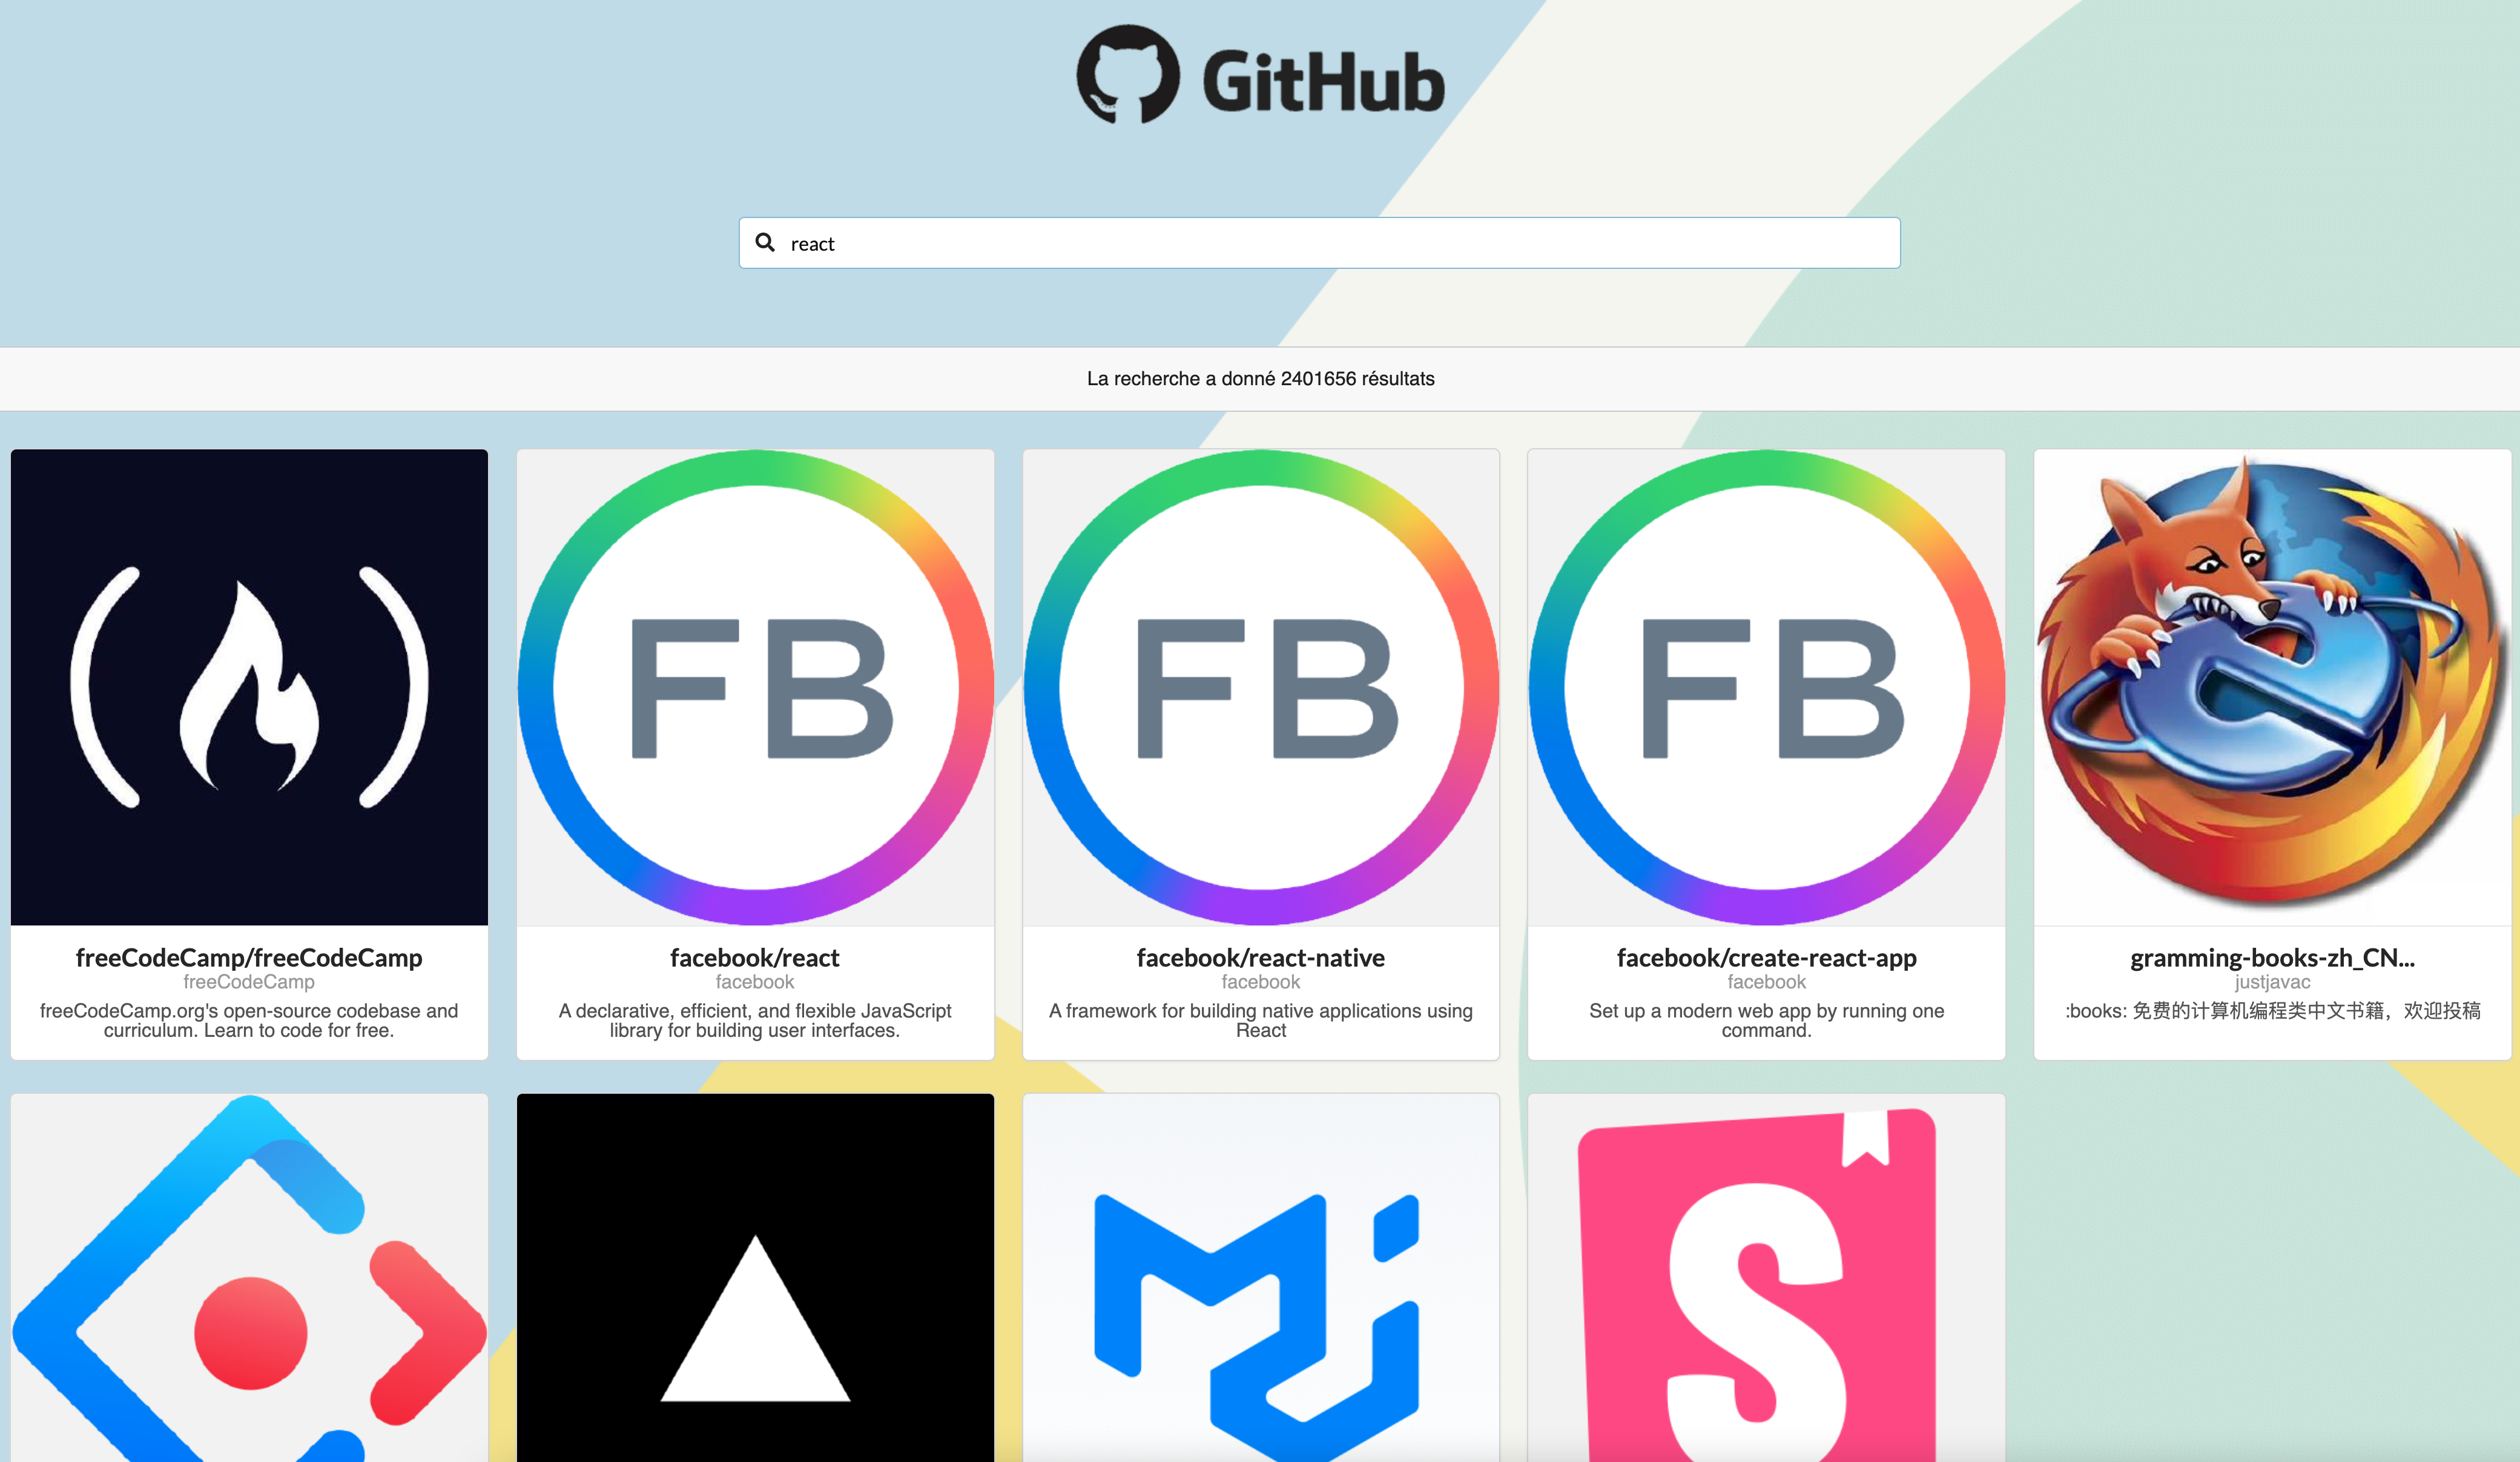 GitHub
react
La recherche a donné 2401656 résultats
FB
FB
FB
freeCodeCamp/freeCodeCamp
freeCodeCamp
freeCodeCamp.org's open-source codebase and
curriculum. Learn to code for free.
facebook/react
facebook
A declarative, efficient, and flexible JavaScript
library for building user interfaces.
facebook/react-native
facebook
A framework for building native applications using
React
facebook/create-react-app
facebook
Set up a modern web app by running one
command.
gramming-books-zh_CN...
justjavac
:books: 免费的计算机编程类中文书籍，欢迎投稿
S